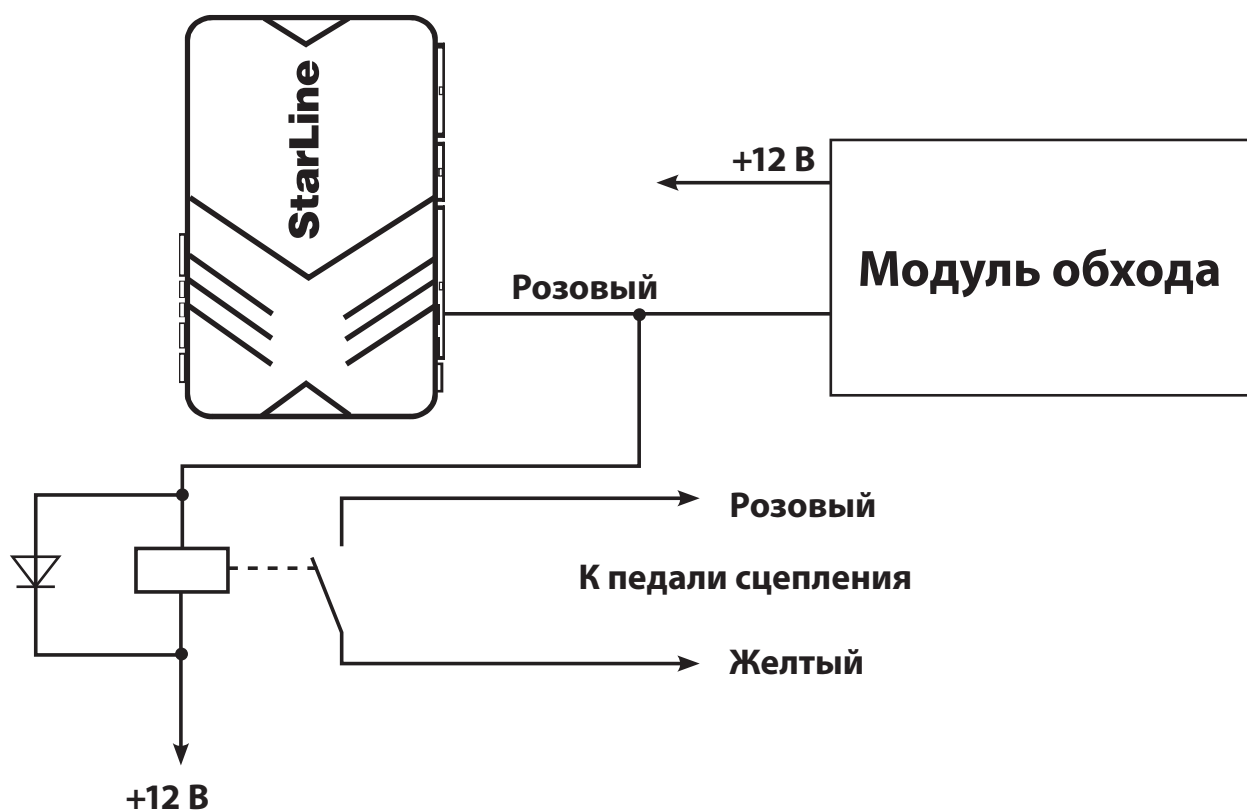 StarLine
+12 В
Модуль обхода
Розовый
Розовый
К педали сцепления
Желтый
+12 В